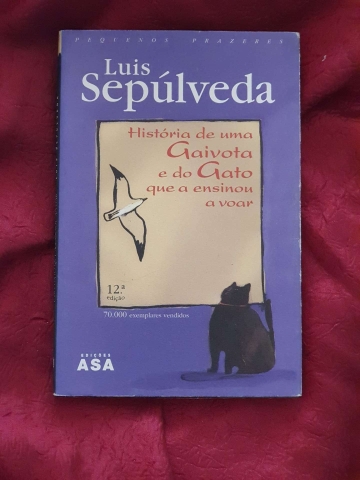 PEQUENOS PRAZERES
Luis
Sepúlveda
História de uma
Gaivota
e do Gato
que a ensinou
a voar
12.ª
edição
70.000 exemplares vendidos
EDIÇÕES
ASA